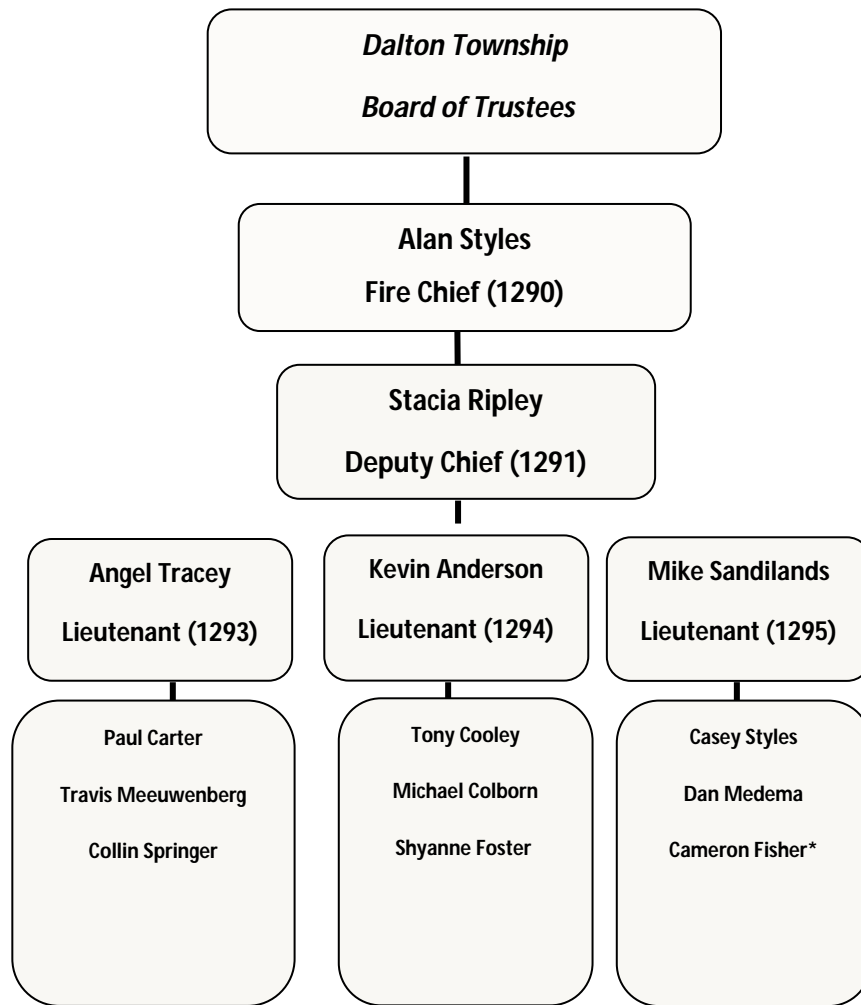 Dalton Township
Board of Trustees
Alan Styles
Fire Chief (1290)
Stacia Ripley
Deputy Chief (1291)
Angel Tracey
Lieutenant (1293)
Kevin Anderson
Lieutenant (1294)
Mike Sandilands
Lieutenant (1295)
Paul Carter
Travis Meeuwenberg
Collin Springer
Tony Cooley
Michael Colborn
Shyanne Foster
Casey Styles
Dan Medema
Cameron Fisher*